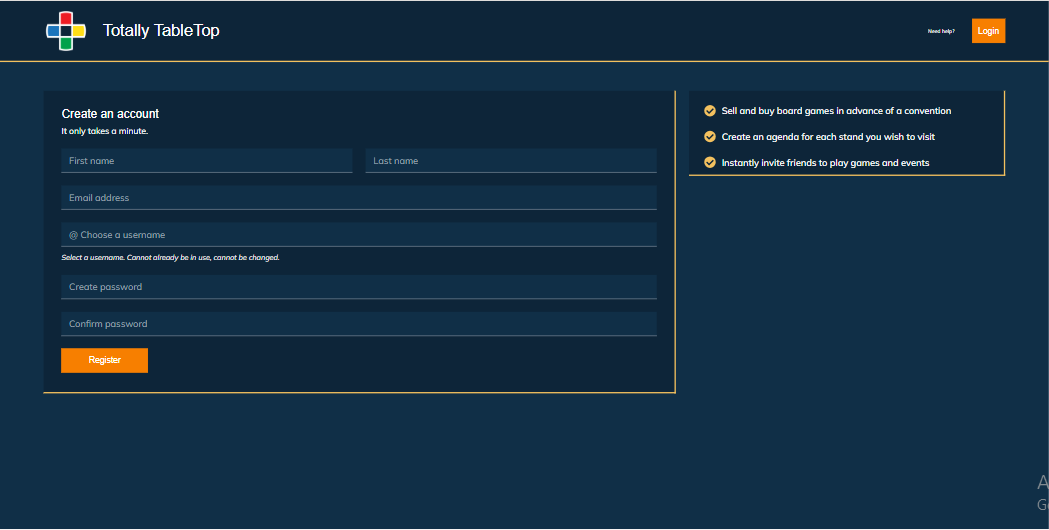 Totally TableTop
Need help?
Login
Create an account
It only takes a minute.
First name
Last name
Email address
@ Choose a username
Select a username. Cannot already be in use, cannot be changed.
Create password
Confirm password
Register
Sell and buy board games in advance of a convention
Create an agenda for each stand you wish to visit
Instantly invite friends to play games and events